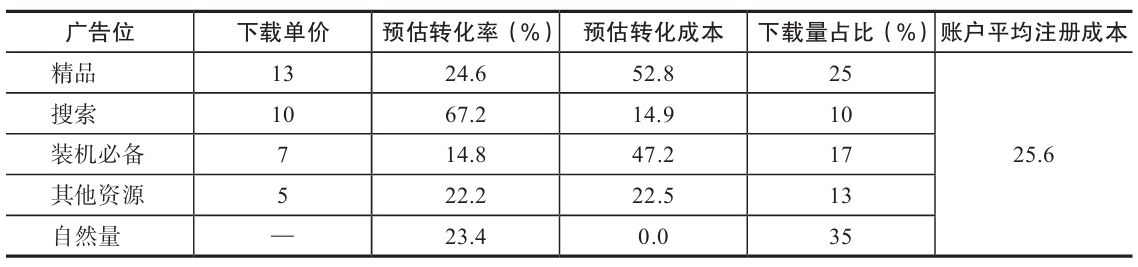 广告位 下载单价 预估转化率（%） 预估转化成本 下载量占比（%） 账户平均注册成本
精品 13 24.6 52.8 25
搜索 10 67.2 14.9 10
装机必备 7 14.8 47.2 17 25.6
其他资源 5 22.2 22.5 13
自然量 — 23.4 0.0 35